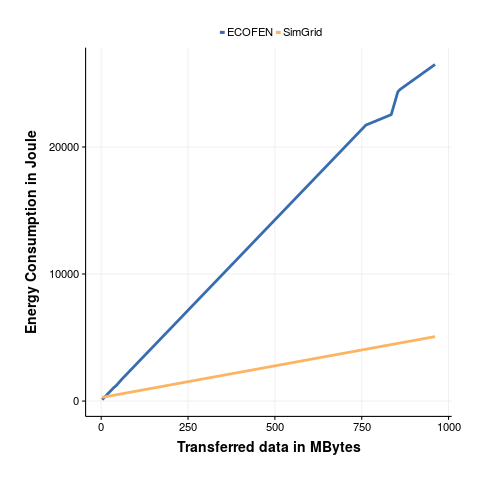 ECOFEN SimGrid
Energy Consumption in Joule
20000
10000
0
0 250 500 750 1000
Transferred data in MBytes